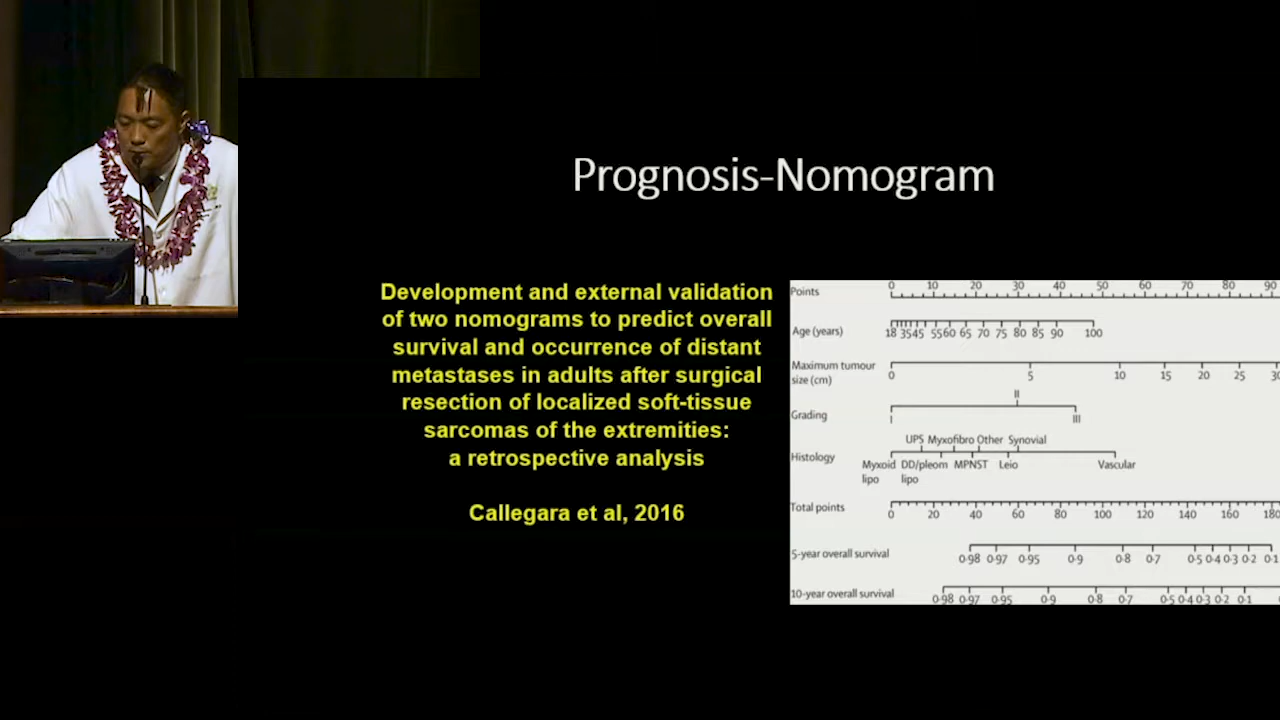 Prognosis-Nomogram
Development and external validation
of two nomograms to predict overall
survival and occurrence of distant
metastases in adults after surgical
resection of localized soft-tissue
sarcomas of the extremities:
a retrospective analysis
Callegara et al, 2016
Points 0 10 20 30 40 50 60 70 80 90
Age (years)
18 3545 5560 65 70 75 80 85 90 100
Maximum tumour
size (cm)
0 5 10 15 20 25 30
II
Grading
I III
UPS Myxofibro Other Synovial
Histology
Myxoid DD/pleom MPNST Leio Vascular
lipo lipo
Total points
0 20 40 60 80 100 120 140 160 180
5-year overall survival
0·98 0·97 0·95 0·9 0·8 0·7 0·5 0·4 0·3 0·2 0·1
10-year overall survival
0·98 0·97 0·95 0·9 0·8 0·7 0·5 0·4 0·3 0·2 0·1